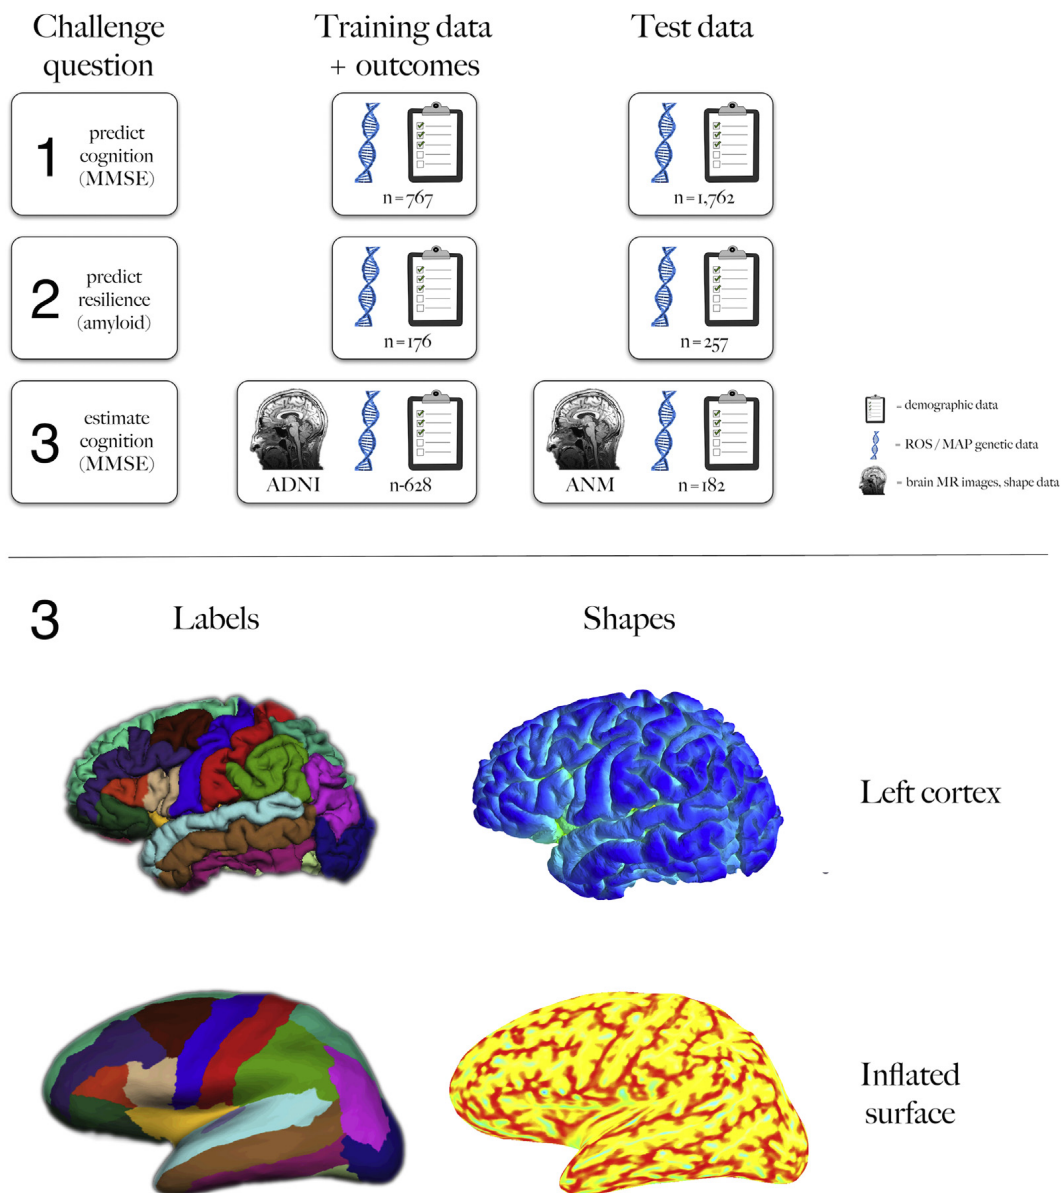 Challenge question
Training data + outcomes
Test data
1
predict cognition (MMSE)
n=767
n=1,762
2
predict resilience (amyloid)
n=176
n=257
3
estimate cognition (MMSE)
ADNI
n-628
ANM
n=182
= demographic data
= ROS / MAP genetic data
= brain MR images, shape data
3
Labels
Shapes
Left cortex
Inflated surface